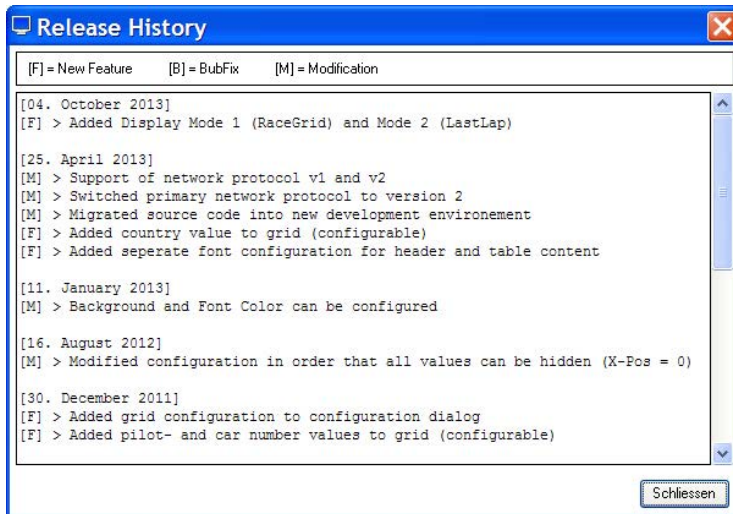 Release History
[F] = New Feature [B] = BubFix [M] = Modification
[04. October 2013]
[F] > Added Display Mode 1 (RaceGrid) and Mode 2 (LastLap)
[25. April 2013]
[M] > Support of network protocol v1 and v2
[M] > Switched primary network protocol to version 2
[M] > Migrated source code into new development environement
[F] > Added country value to grid (configurable)
[F] > Added seperate font configuration for header and table content
[11. January 2013]
[M] > Background and Font Color can be configured
[16. August 2012]
[M] > Modified configuration in order that all values can be hidden (X-Pos = 0)
[30. December 2011]
[F] > Added grid configuration to configuration dialog
[F] > Added pilot- and car number values to grid (configurable)
Schliessen